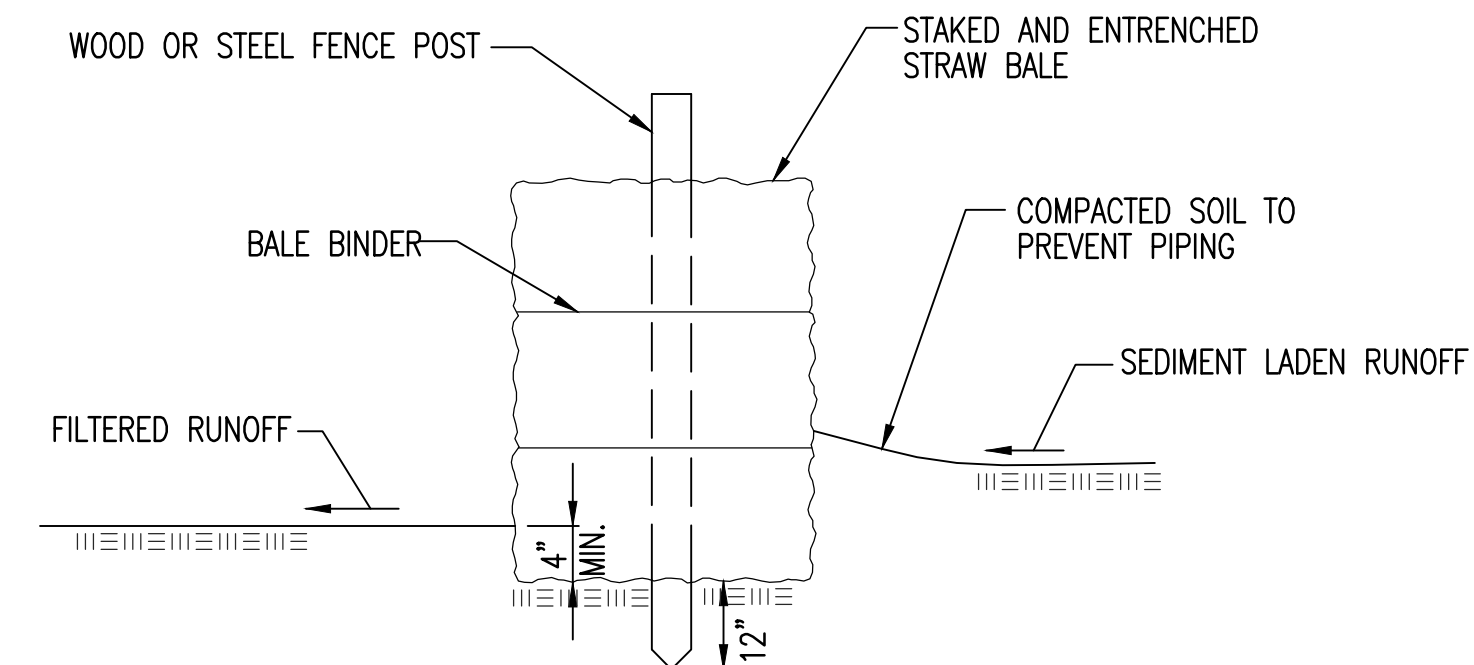 WOOD OR STEEL FENCE POST
STAKED AND ENTRENCHED
STRAW BALE
BALE BINDER
COMPACTED SOIL TO
PREVENT PIPING
SEDIMENT LADEN RUNOFF
FILTERED RUNOFF
4"
MIN.
12"